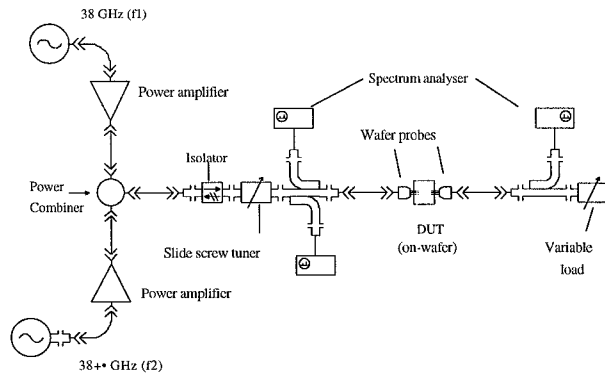 38 GHz (f1)
Power amplifier
Spectrum analyser
Wafer probes
Isolator
Power
Combiner
DUT
(on-wafer)
Slide screw tuner
Variable
load
Power amplifier
38+• GHz (f2)